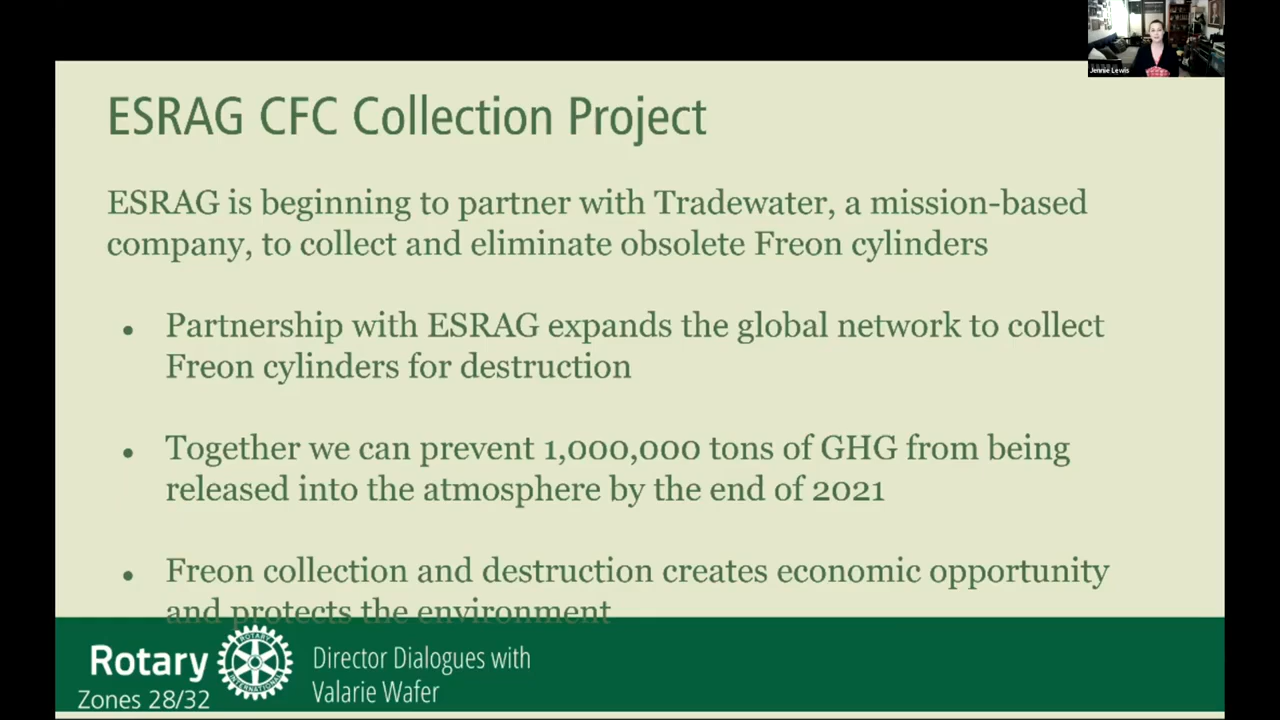 Jennie Lewis
ESRAG CFC Collection Project
ESRAG is beginning to partner with Tradewater, a mission-based
company, to collect and eliminate obsolete Freon cylinders
• Partnership with ESRAG expands the global network to collect
Freon cylinders for destruction
• Together we can prevent 1,000,000 tons of GHG from being
released into the atmosphere by the end of 2021
• Freon collection and destruction creates economic opportunity
and protects the environment
Rotary
ROTARY
INTERNATIONAL
Zones 28/32
Director Dialogues with
Valarie Wafer